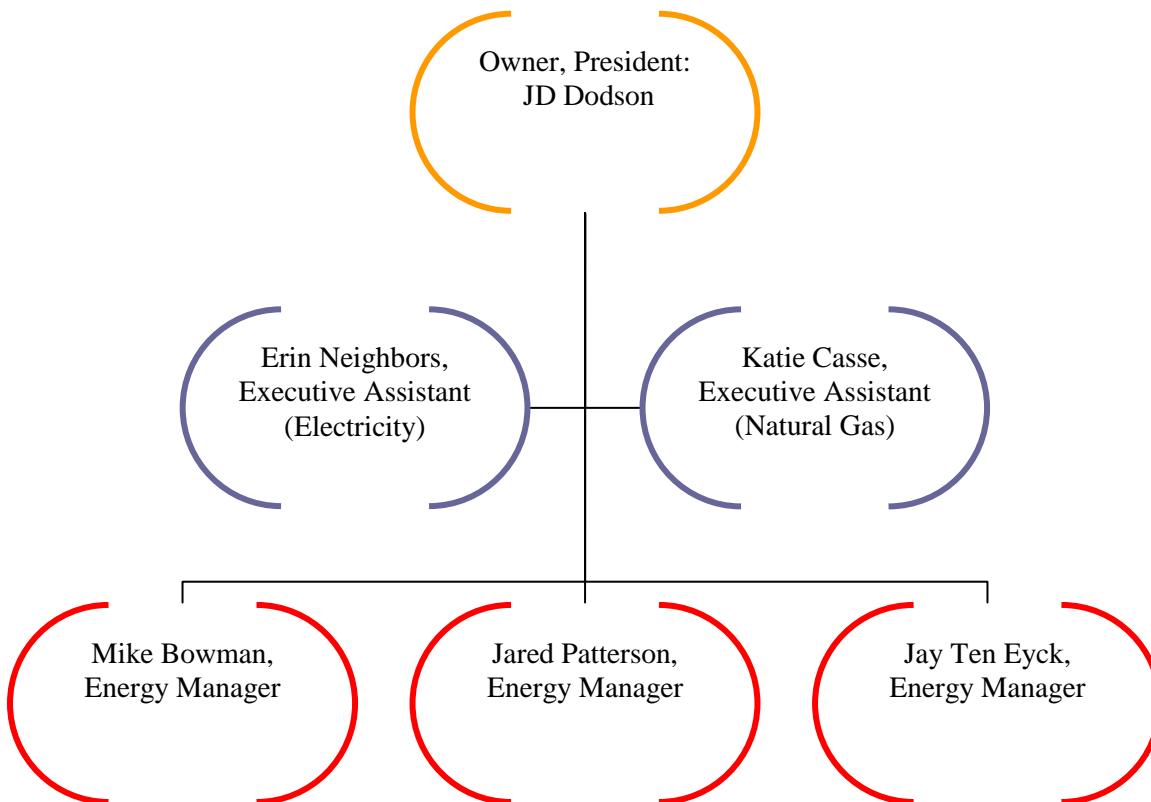 Owner, President:
JD Dodson
Erin Neighbors,
Executive Assistant
(Electricity)
Katie Casse,
Executive Assistant
(Natural Gas)
Mike Bowman,
Energy Manager
Jared Patterson,
Energy Manager
Jay Ten Eyck,
Energy Manager